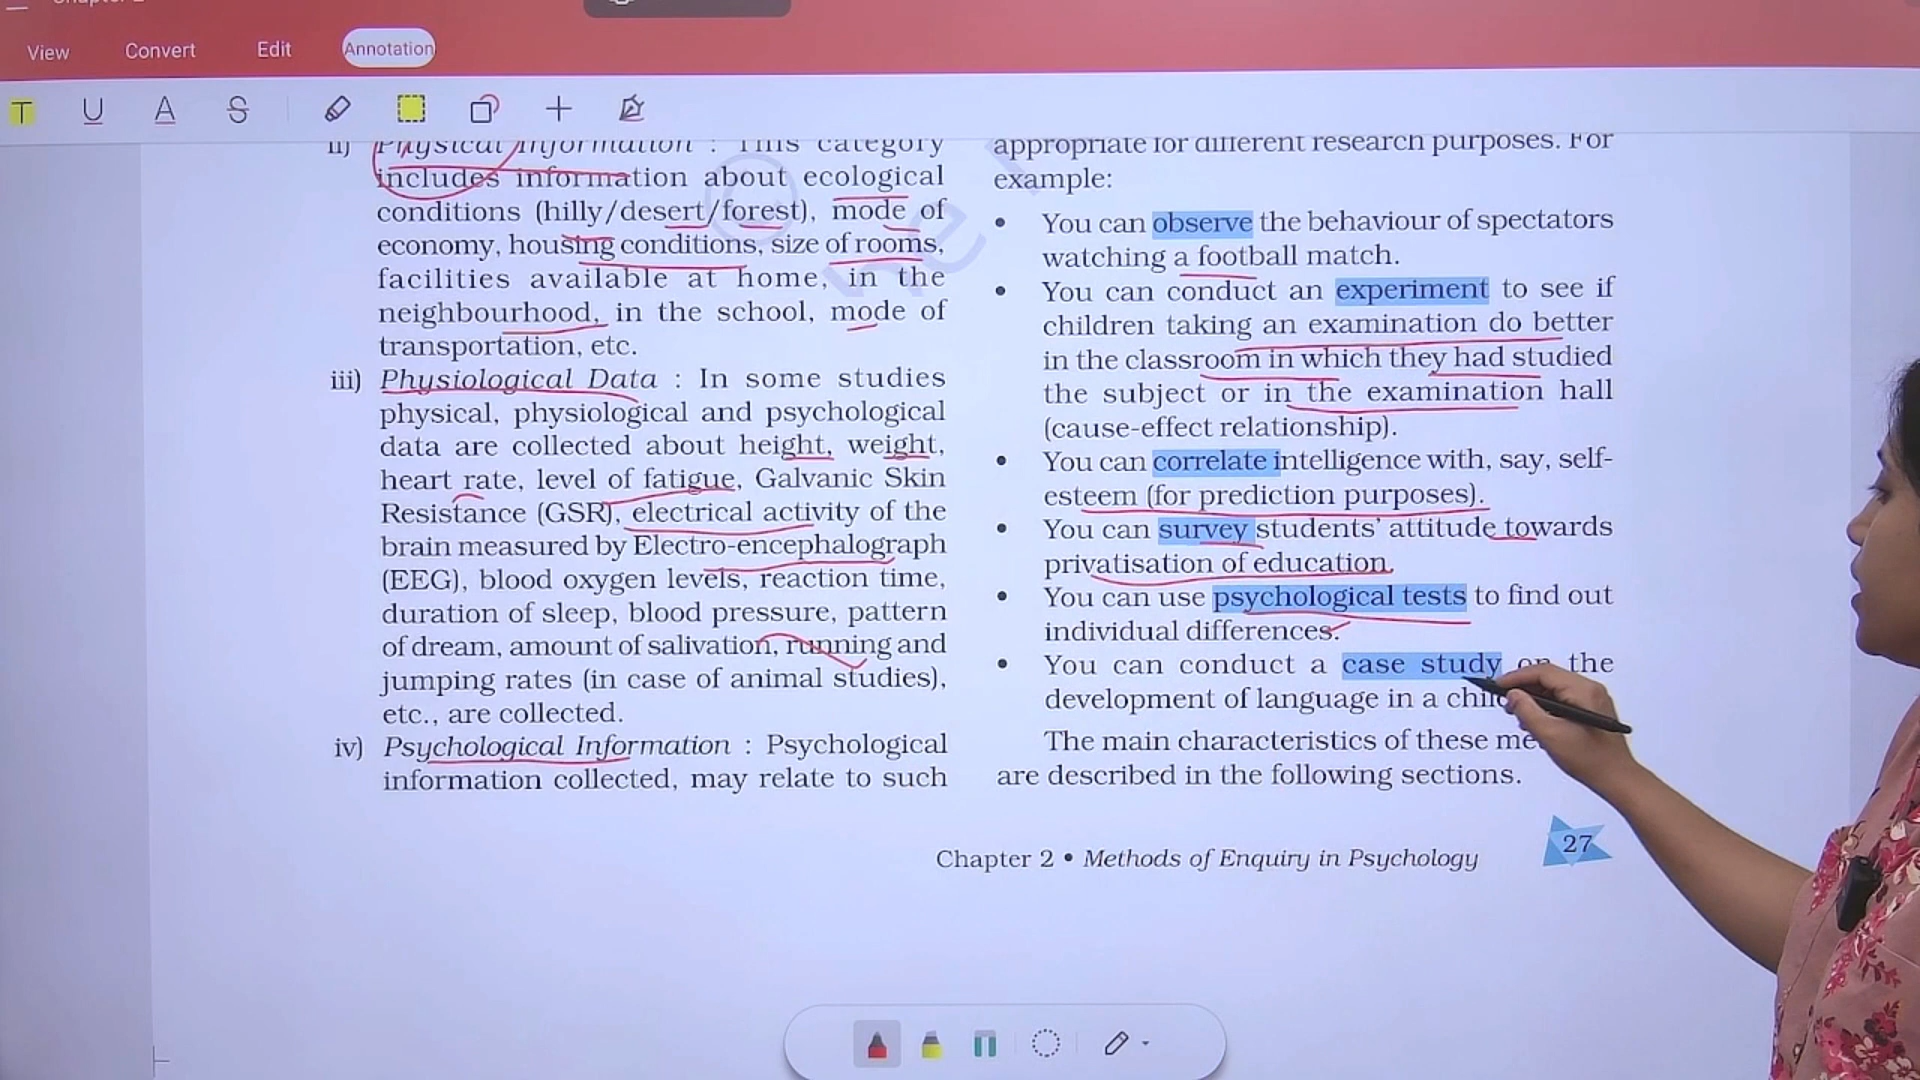 View Convert Edit Annotation
T U A S
ii) Physical Information : This category
includes information about ecological
conditions (hilly/desert/forest), mode of
economy, housing conditions, size of rooms,
facilities available at home, in the
neighbourhood, in the school, mode of
transportation, etc.
iii) Physiological Data : In some studies
physical, physiological and psychological
data are collected about height, weight,
heart rate, level of fatigue, Galvanic Skin
Resistance (GSR), electrical activity of the
brain measured by Electro-encephalograph
(EEG), blood oxygen levels, reaction time,
duration of sleep, blood pressure, pattern
of dream, amount of salivation, running and
jumping rates (in case of animal studies),
etc., are collected.
iv) Psychological Information : Psychological
information collected, may relate to such
appropriate for different research purposes. For
example:
• You can observe the behaviour of spectators
watching a football match.
• You can conduct an experiment to see if
children taking an examination do better
in the classroom in which they had studied
the subject or in the examination hall
(cause-effect relationship).
• You can correlate intelligence with, say, self-
esteem (for prediction purposes).
• You can survey students' attitude towards
privatisation of education.
• You can use psychological tests to find out
individual differences.
• You can conduct a case study on the
development of language in a
The main characteristics of these
are described in the following sections.
Chapter 2 • Methods of Enquiry in Psychology
27